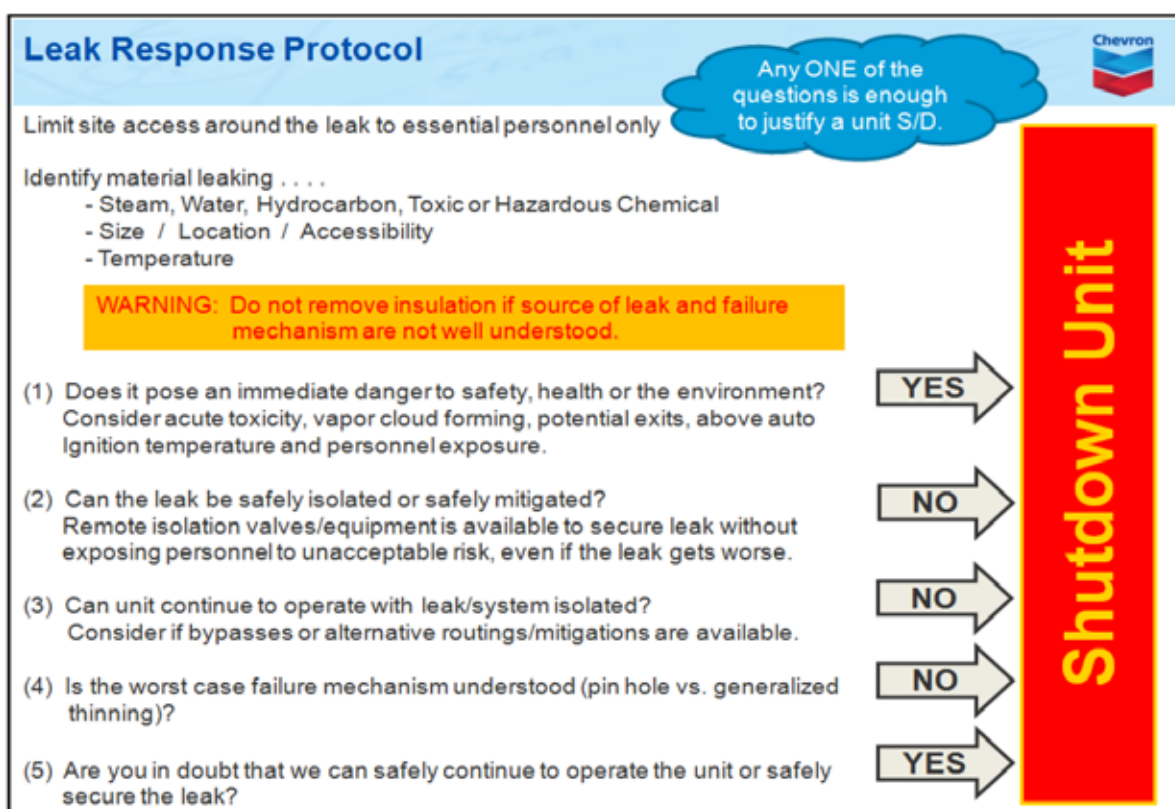 Leak Response Protocol
Any ONE of the
questions is enough
to justify a unit S/D.
Chevron
Limit site access around the leak to essential personnel only
Identify material leaking . . . .
- Steam, Water, Hydrocarbon, Toxic or Hazardous Chemical
- Size / Location / Accessibility
- Temperature
WARNING: Do not remove insulation if source of leak and failure
mechanism are not well understood.
(1) Does it pose an immediate danger to safety, health or the environment?
Consider acute toxicity, vapor cloud forming, potential exits, above auto
Ignition temperature and personnel exposure.
YES
(2) Can the leak be safely isolated or safely mitigated?
Remote isolation valves/equipment is available to secure leak without
exposing personnel to unacceptable risk, even if the leak gets worse.
NO
(3) Can unit continue to operate with leak/system isolated?
Consider if bypasses or alternative routings/mitigations are available.
NO
(4) Is the worst case failure mechanism understood (pin hole vs. generalized
thinning)?
NO
(5) Are you in doubt that we can safely continue to operate the unit or safely
secure the leak?
YES
Shutdown Unit